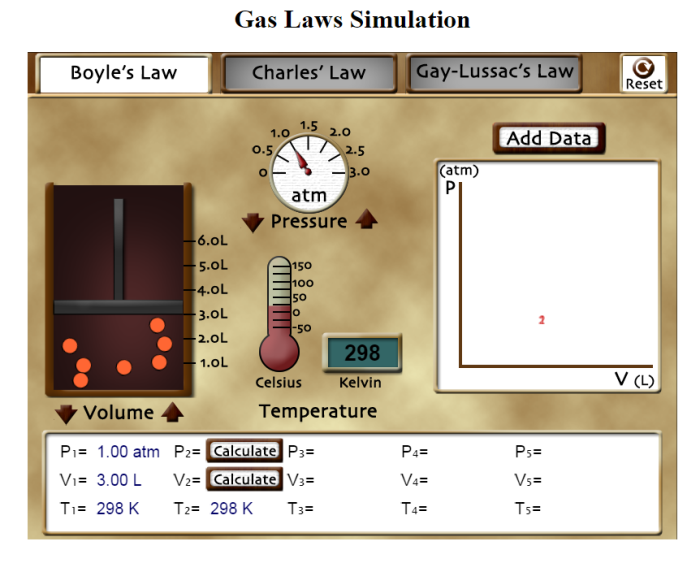 Gas Laws Simulation
Boyle's Law
Charles' Law
Gay-Lussac's Law
Reset
Add Data
0
0.5
1.0
1.5
2.0
2.5
3.0
atm
Pressure
(atm)
P
2
V (L)
6.0L
5.0L
4.0L
3.0L
2.0L
1.0L
Volume
150
100
50
0
-50
Celsius
298
Kelvin
Temperature
P1= 1.00 atm P2= Calculate P3= P4= P5=
V1= 3.00 L V2= Calculate V3= V4= V5=
T1= 298 K T2= 298 K T3= T4= T5=